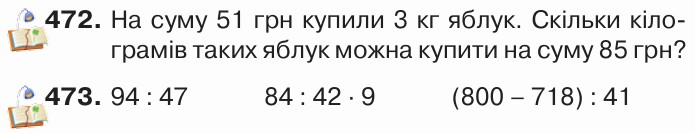 472. На суму 51 грн купили 3 кг яблук. Скільки кіло-
грамів таких яблук можна купити на суму 85 грн?
473. 94 : 47 84 : 42 · 9 (800 – 718) : 41